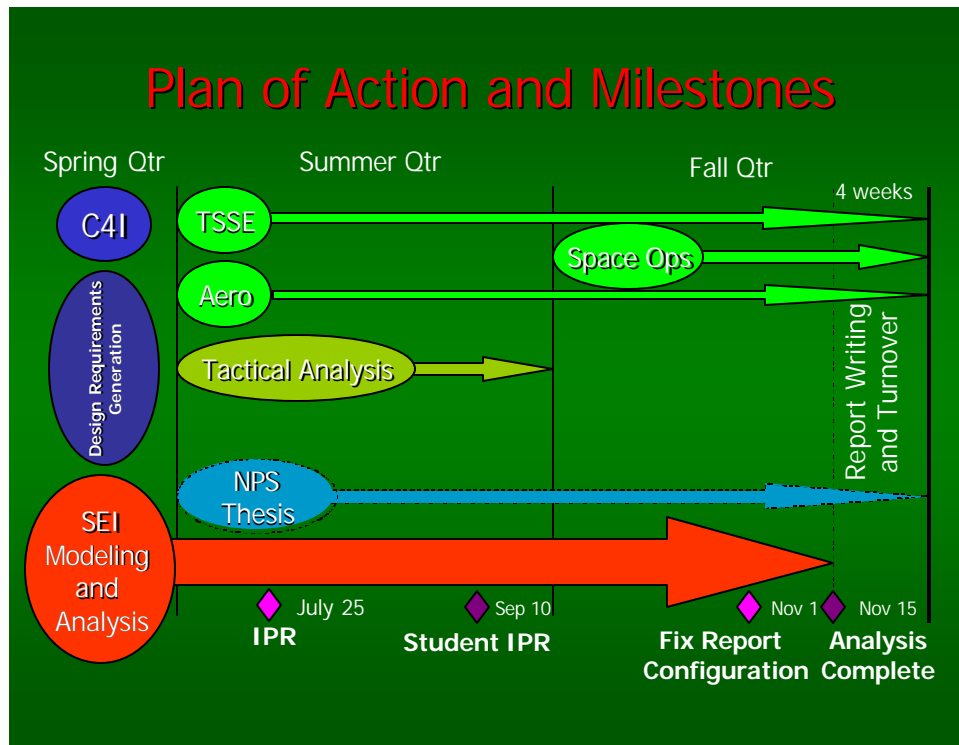 Plan of Action and Milestones
Spring Qtr
Summer Qtr
Fall Qtr
4 weeks
C4I
TSSE
Space Ops
Aero
Design Requirements
Generation
Tactical Analysis
Report Writing
and Turnover
NPS
Thesis
SEI
Modeling
and
Analysis
July 25
IPR
Sep 10
Student IPR
Nov 1
Fix Report
Configuration
Nov 15
Analysis
Complete